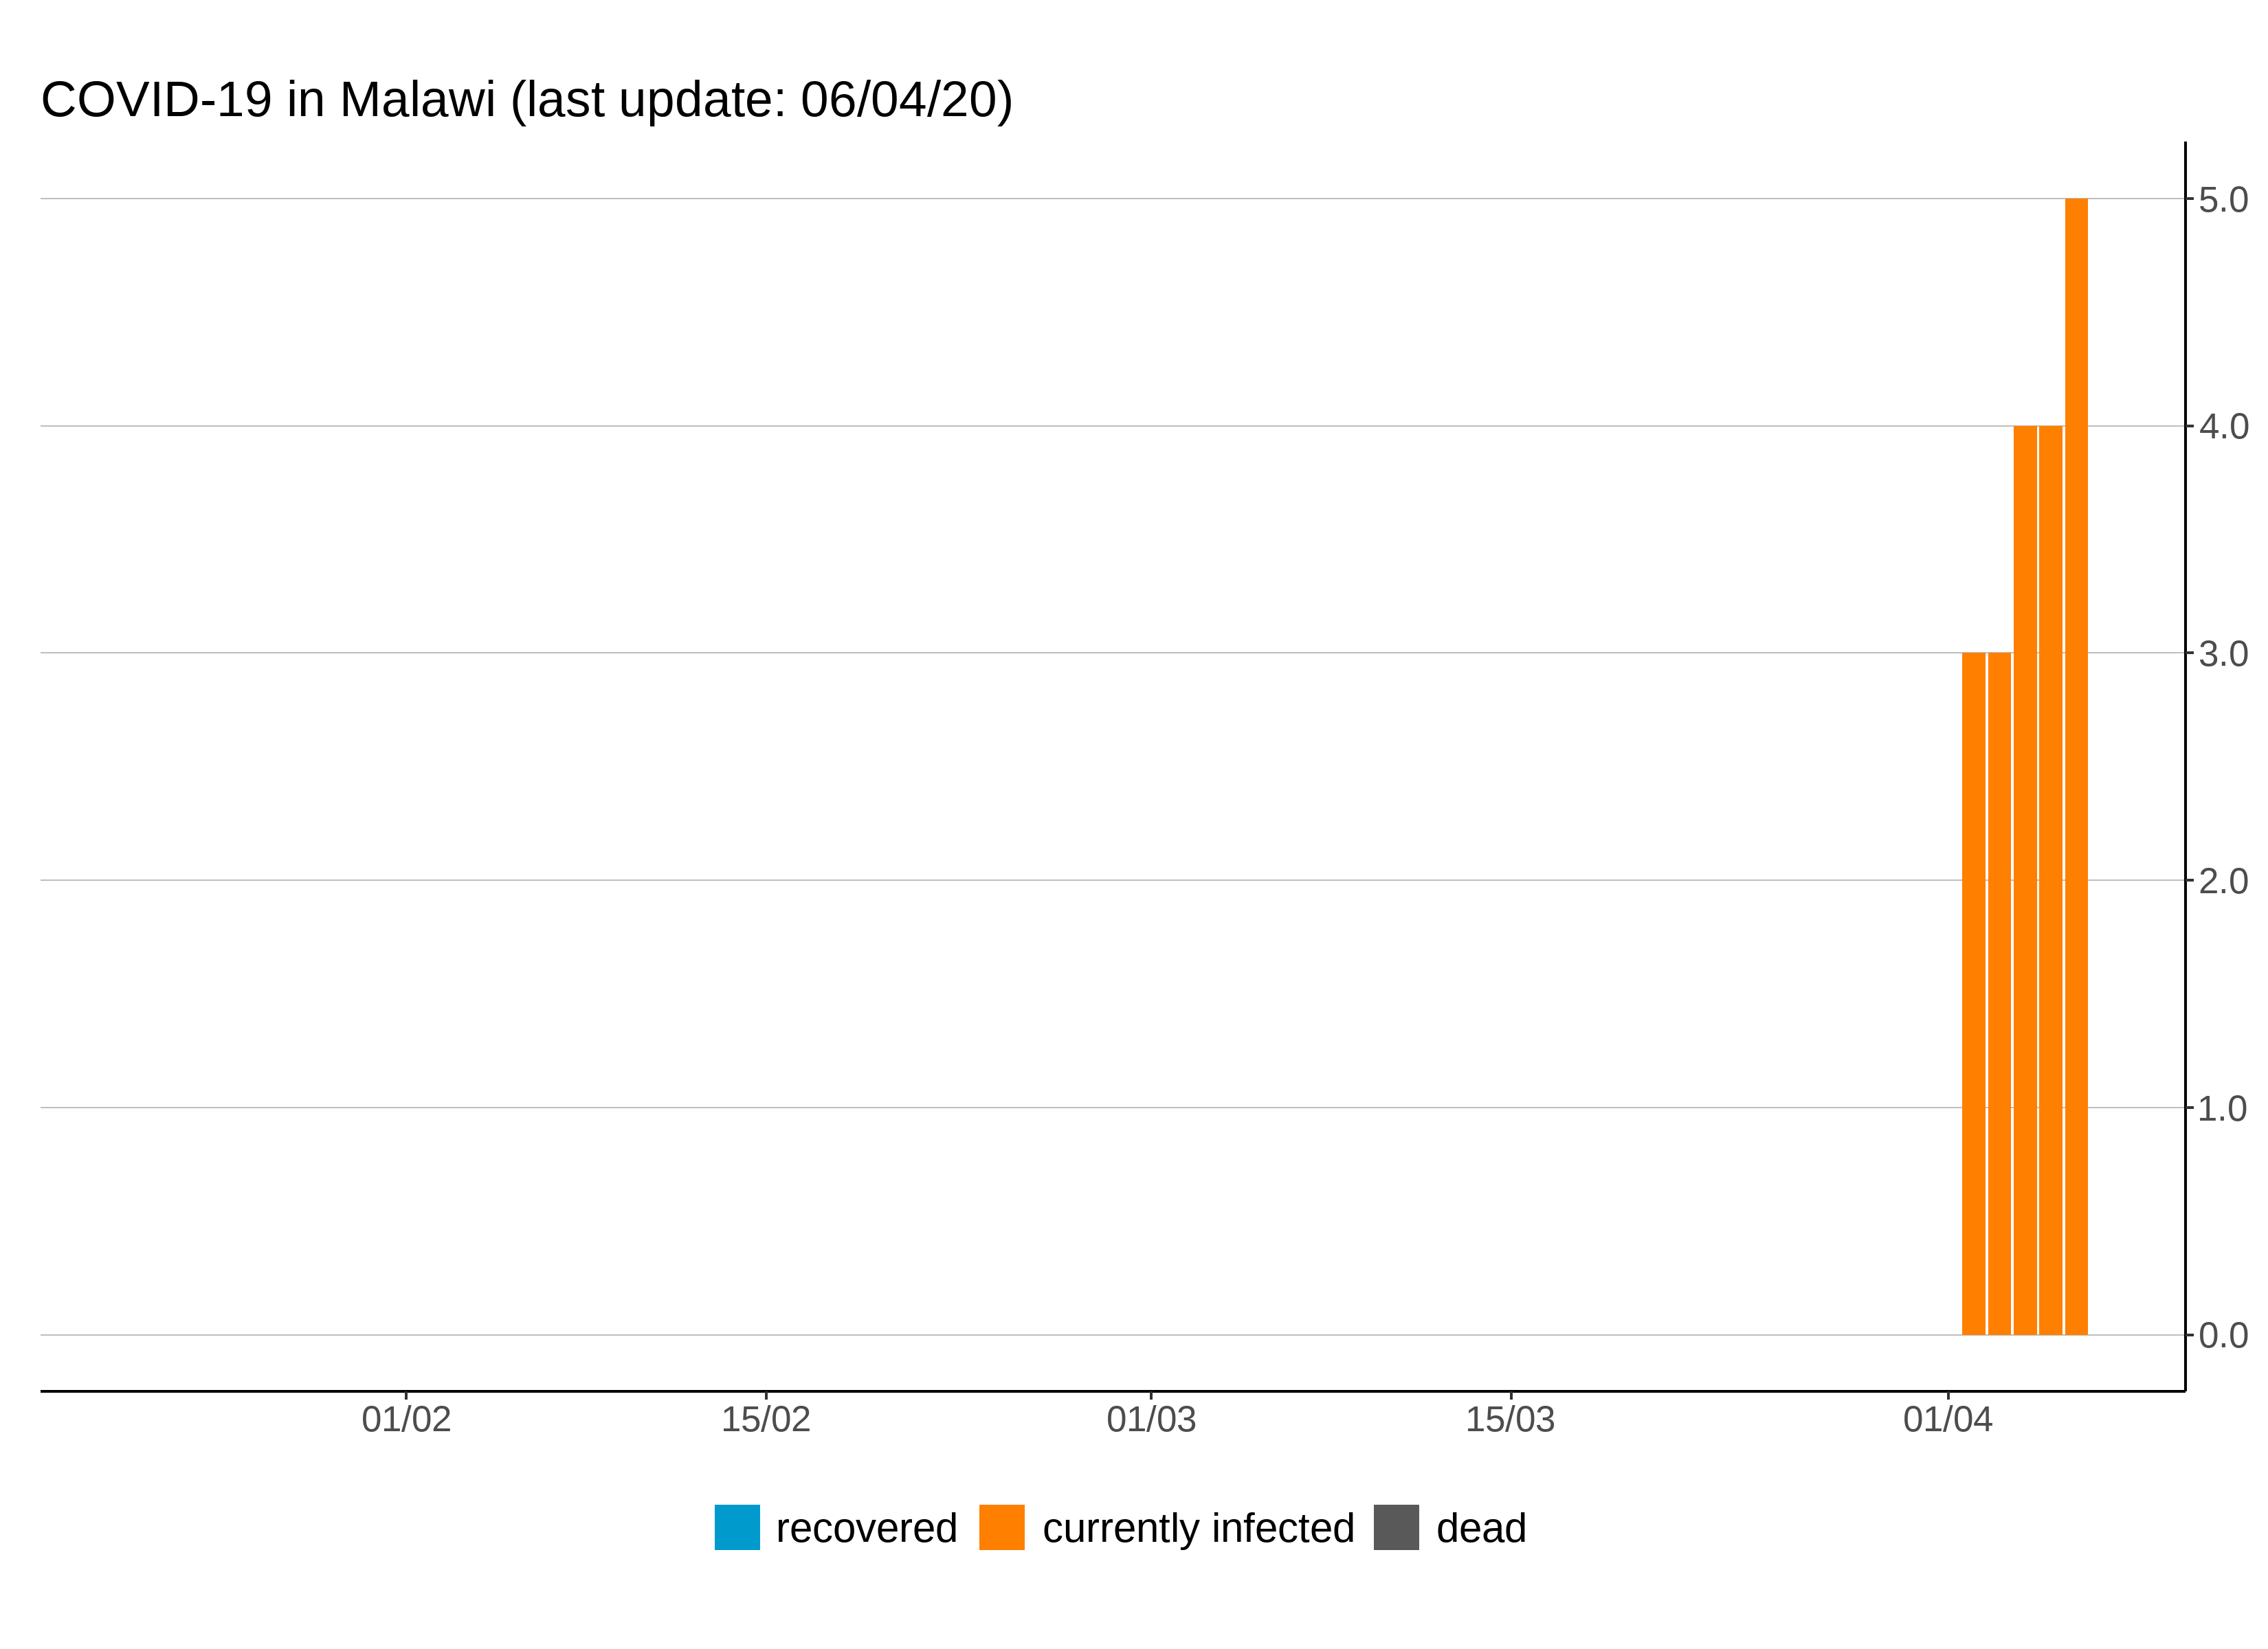 COVID-19 in Malawi (last update: 06/04/20)
5.0
4.0
3.0
2.0
1.0
0.0
01/02 15/02 01/03 15/03 01/04
recovered currently infected dead